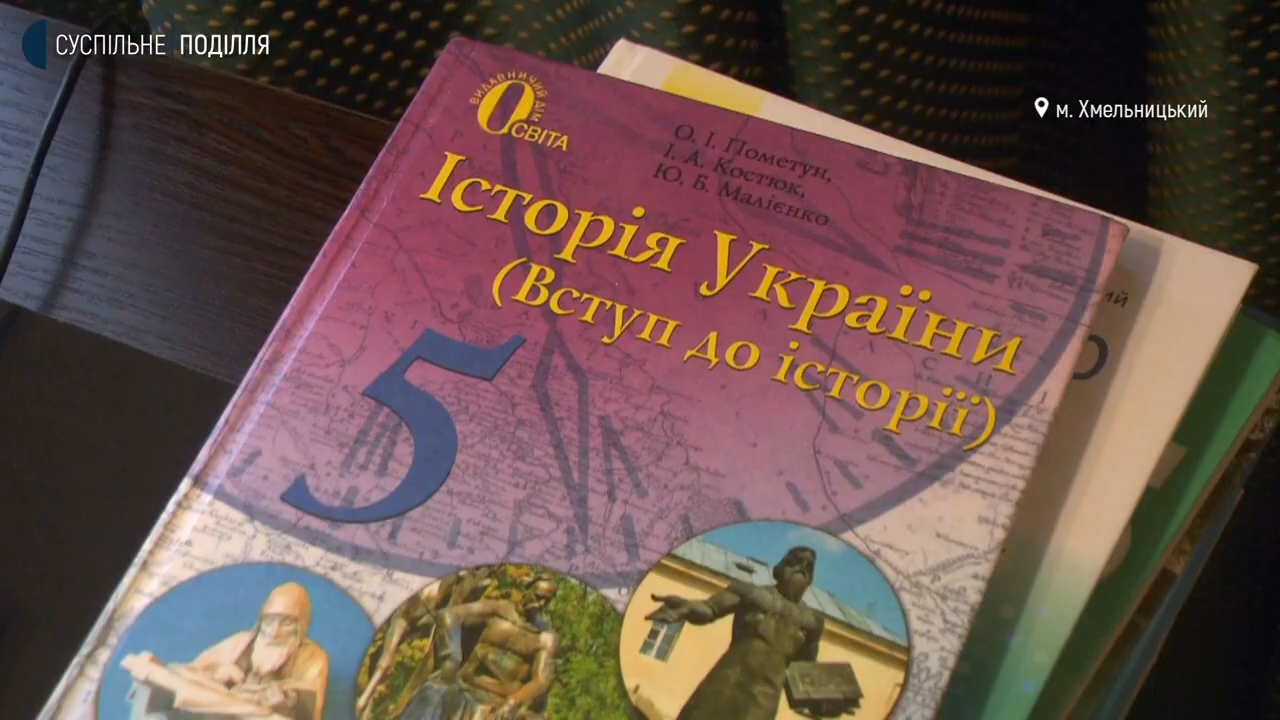 СУСПІЛЬНЕ ПОДІЛЛЯ
м. Хмельницький
ВИДАВНИЧИЙ ДІМ
ОСВІТА
О. І. Пометун,
І. А. Костюк,
Ю. Б. Малієнко
Історія України
(Вступ до історії)
5